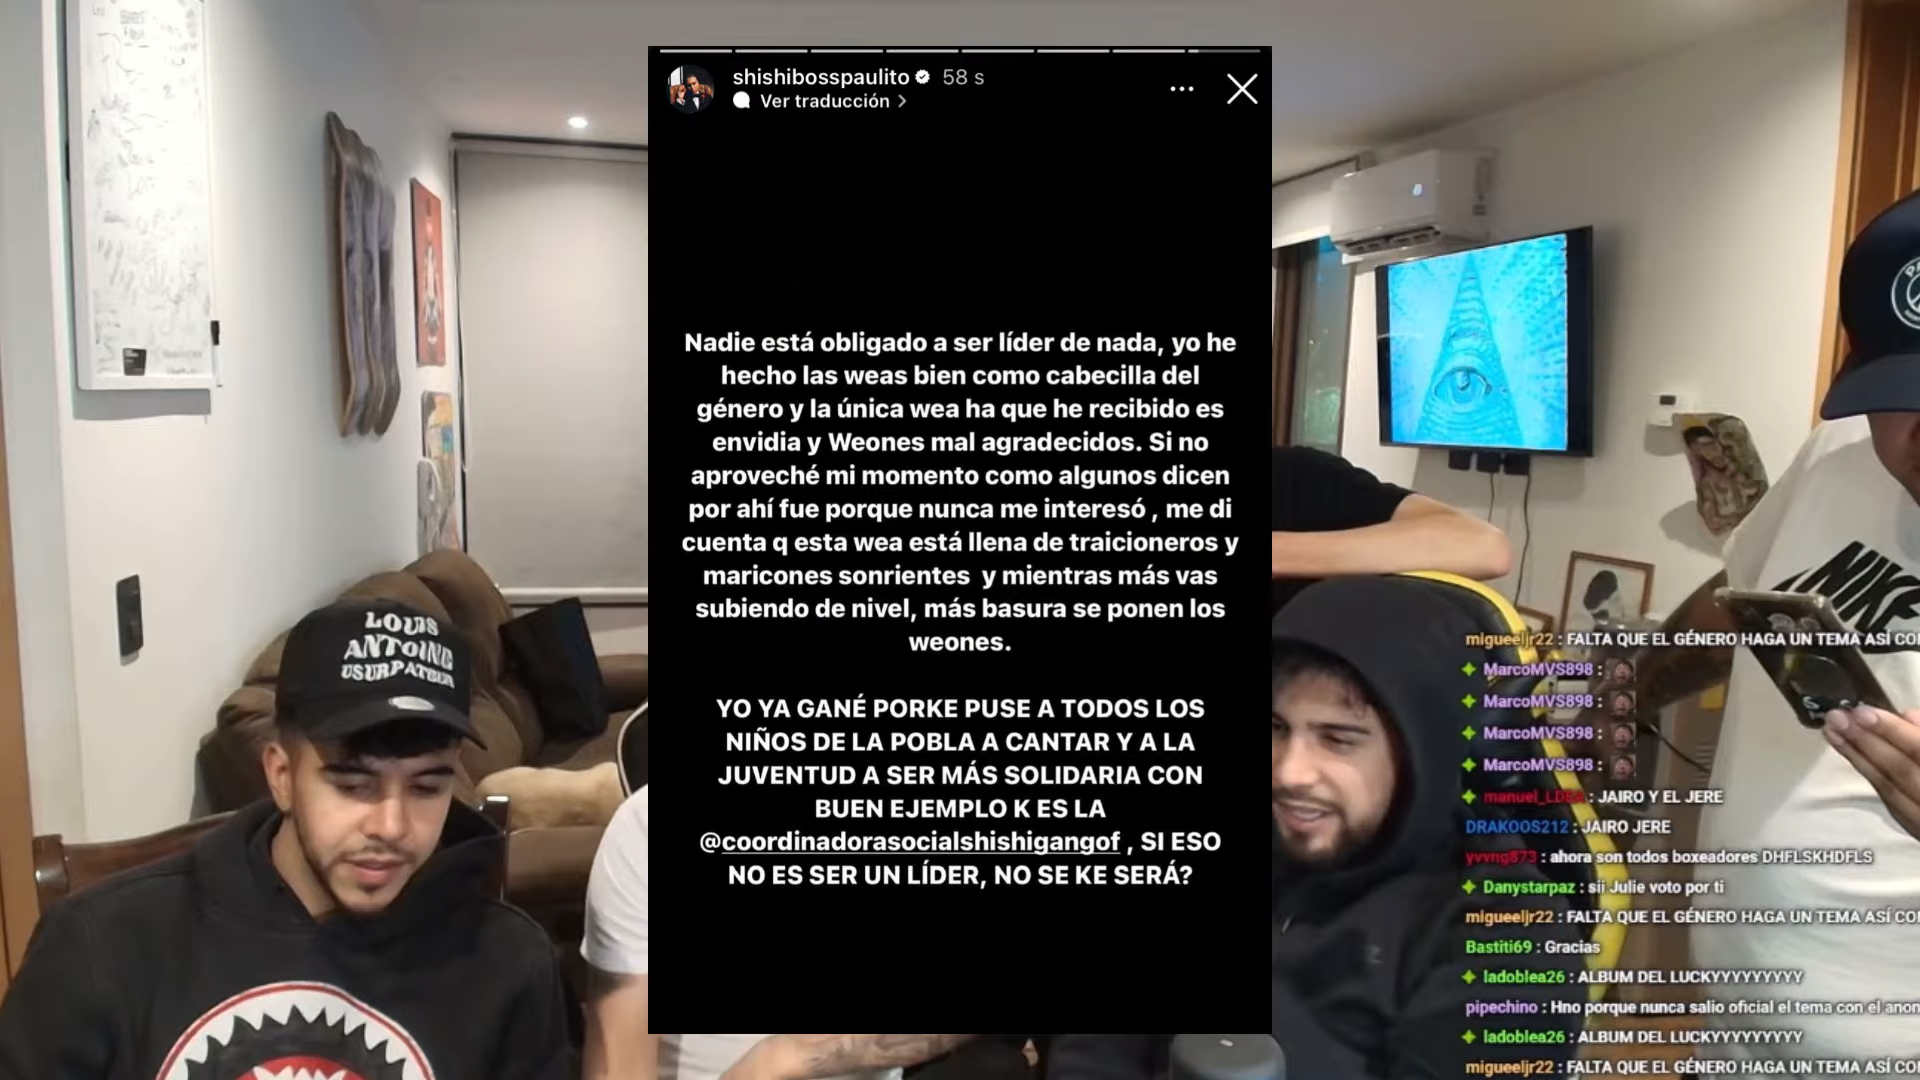 shishibosspaulito 58 s
Ver traducción
Nadie está obligado a ser líder de nada, yo he
hecho las weas bien como cabecilla del
género y la única wea ha que he recibido es
envidia y Weones mal agradecidos. Si no
aproveché mi momento como algunos dicen
por ahí fue porque nunca me interesó , me di
cuenta q esta wea está llena de traicioneros y
maricones sonrientes  y mientras más vas
subiendo de nivel, más basura se ponen los
weones.
YO YA GANÉ PORKE PUSE A TODOS LOS
NIÑOS DE LA POBLA A CANTAR Y A LA
JUVENTUD A SER MÁS SOLIDARIA CON
BUEN EJEMPLO K ES LA
@coordinadorasocialshishigangof , SI ESO
NO ES SER UN LÍDER, NO SE KE SERÁ?
LOUIS
ANTOINE
USURPATEUR
NIKE
migueeljr22 : FALTA QUE EL GÉNERO HAGA UN TEMA ASÍ CO
MarcoMVS898 :
MarcoMVS898 :
MarcoMVS898 :
MarcoMVS898 :
: JAIRO Y EL JERE
DRAKOOS212 : JAIRO JERE
yvvng873 : ahora son todos boxeadores DHFLSKHDFLS
Danystarpaz : sii Julie voto por ti
migueeljr22 : FALTA QUE EL GÉNERO HAGA UN TEMA ASÍ CO
Bastiti69 : Gracias
ladoblea26 : ALBUM DEL LUCKYYYYYYYYY
pipechino : Hno porque nunca salio oficial el tema con el anon
ladoblea26 : ALBUM DEL LUCKYYYYYYYYY
migueeljr22 : FALTA QUE EL GÉNERO HAGA UN TEMA ASÍ CO